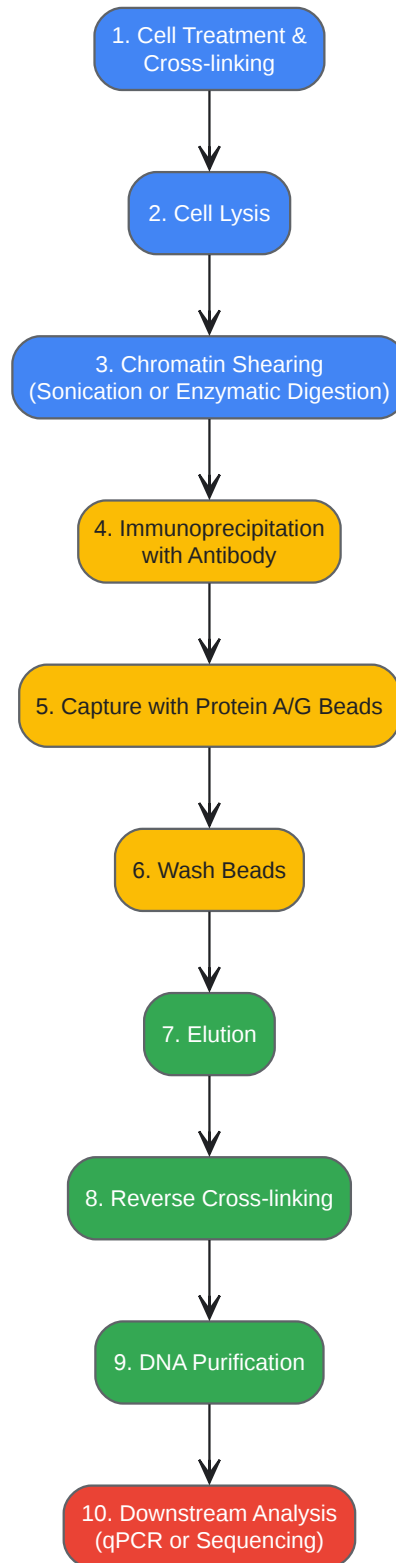 1. Cell Treatment &
Cross-linking
2. Cell Lysis
3. Chromatin Shearing
(Sonication or Enzymatic Digestion)
4. Immunoprecipitation
with Antibody
5. Capture with Protein A/G Beads
6. Wash Beads
7. Elution
8. Reverse Cross-linking
9. DNA Purification
10. Downstream Analysis
(qPCR or Sequencing)